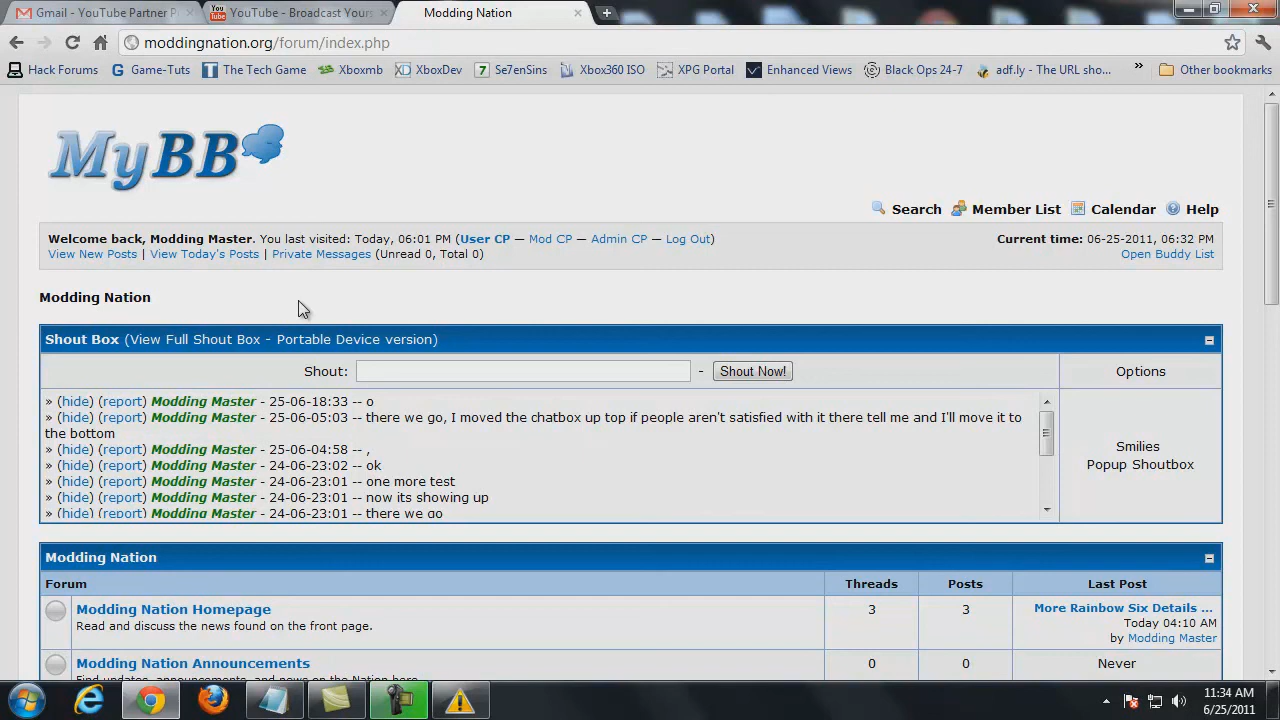 Gmail - YouTube Partner P
YouTube - Broadcast Yours
Modding Nation
moddingnation.org/forum/index.php
Hack Forums
Game-Tuts
The Tech Game
Xboxmb
XboxDev
Se7enSins
Xbox360 ISO
XPG Portal
Enhanced Views
Black Ops 24-7
adf.ly - The URL sho...
»
Other bookmarks
MyBB
Search
Member List
Calendar
Help
Welcome back, Modding Master. You last visited: Today, 06:01 PM (User CP — Mod CP — Admin CP — Log Out)
Current time: 06-25-2011, 06:32 PM
View New Posts | View Today's Posts | Private Messages (Unread 0, Total 0)
Open Buddy List
Modding Nation
Shout Box (View Full Shout Box - Portable Device version)
Shout:
-
Shout Now!
Options
» (hide) (report) Modding Master - 25-06-18:33 -- o
» (hide) (report) Modding Master - 25-06-05:03 -- there we go, I moved the chatbox up top if people aren't satisfied with it there tell me and I'll move it to
the bottom
» (hide) (report) Modding Master - 25-06-04:58 -- ,
» (hide) (report) Modding Master - 24-06-23:02 -- ok
» (hide) (report) Modding Master - 24-06-23:01 -- one more test
» (hide) (report) Modding Master - 24-06-23:01 -- now its showing up
» (hide) (report) Modding Master - 24-06-23:01 -- there we go
Smilies
Popup Shoutbox
Modding Nation
Forum
Threads
Posts
Last Post
Modding Nation Homepage
Read and discuss the news found on the front page.
3
3
More Rainbow Six Details ...
Today 04:10 AM
by Modding Master
Modding Nation Announcements
Find updates, announcements, and news on the Nation here.
0
0
Never
11:34 AM
6/25/2011